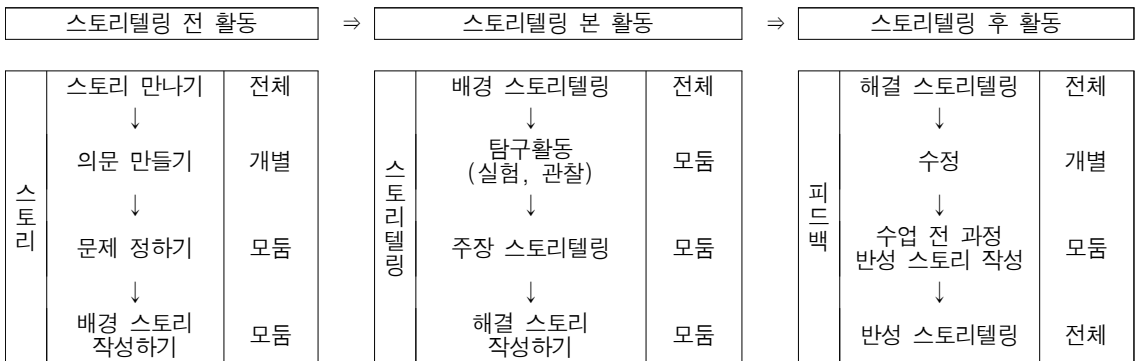 스토리텔링 전 활동 ⇒ 스토리텔링 본 활동 ⇒ 스토리텔링 후 활동
스토리
스토리 만나기 전체
↓
의문 만들기 개별
↓
문제 정하기 모둠
↓
배경 스토리
작성하기 모둠
스토리텔링
배경 스토리텔링 전체
↓
탐구활동
(실험, 관찰) 모둠
↓
주장 스토리텔링 모둠
↓
해결 스토리
작성하기 모둠
피드백
해결 스토리텔링 전체
↓
수정 개별
↓
수업 전 과정
반성 스토리 작성 모둠
↓
반성 스토리텔링 전체